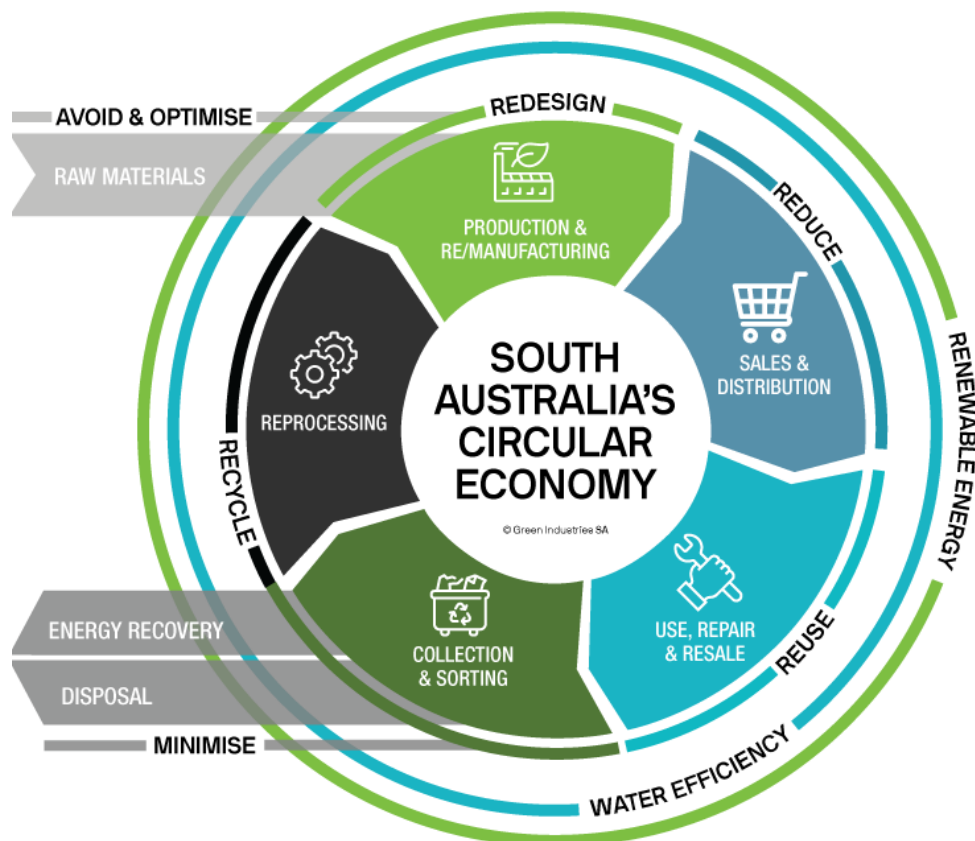 REDESIGN
AVOID & OPTIMISE
RAW MATERIALS
PRODUCTION &
RE/MANUFACTURING
REDUCE
SALES &
DISTRIBUTION
RENEWABLE ENERGY
SOUTH
AUSTRALIA'S
CIRCULAR
ECONOMY
© Green Industries SA
REPROCESSING
RECYCLE
USE, REPAIR
& RESALE
REUSE
COLLECTION
& SORTING
ENERGY RECOVERY
DISPOSAL
MINIMISE
WATER EFFICIENCY